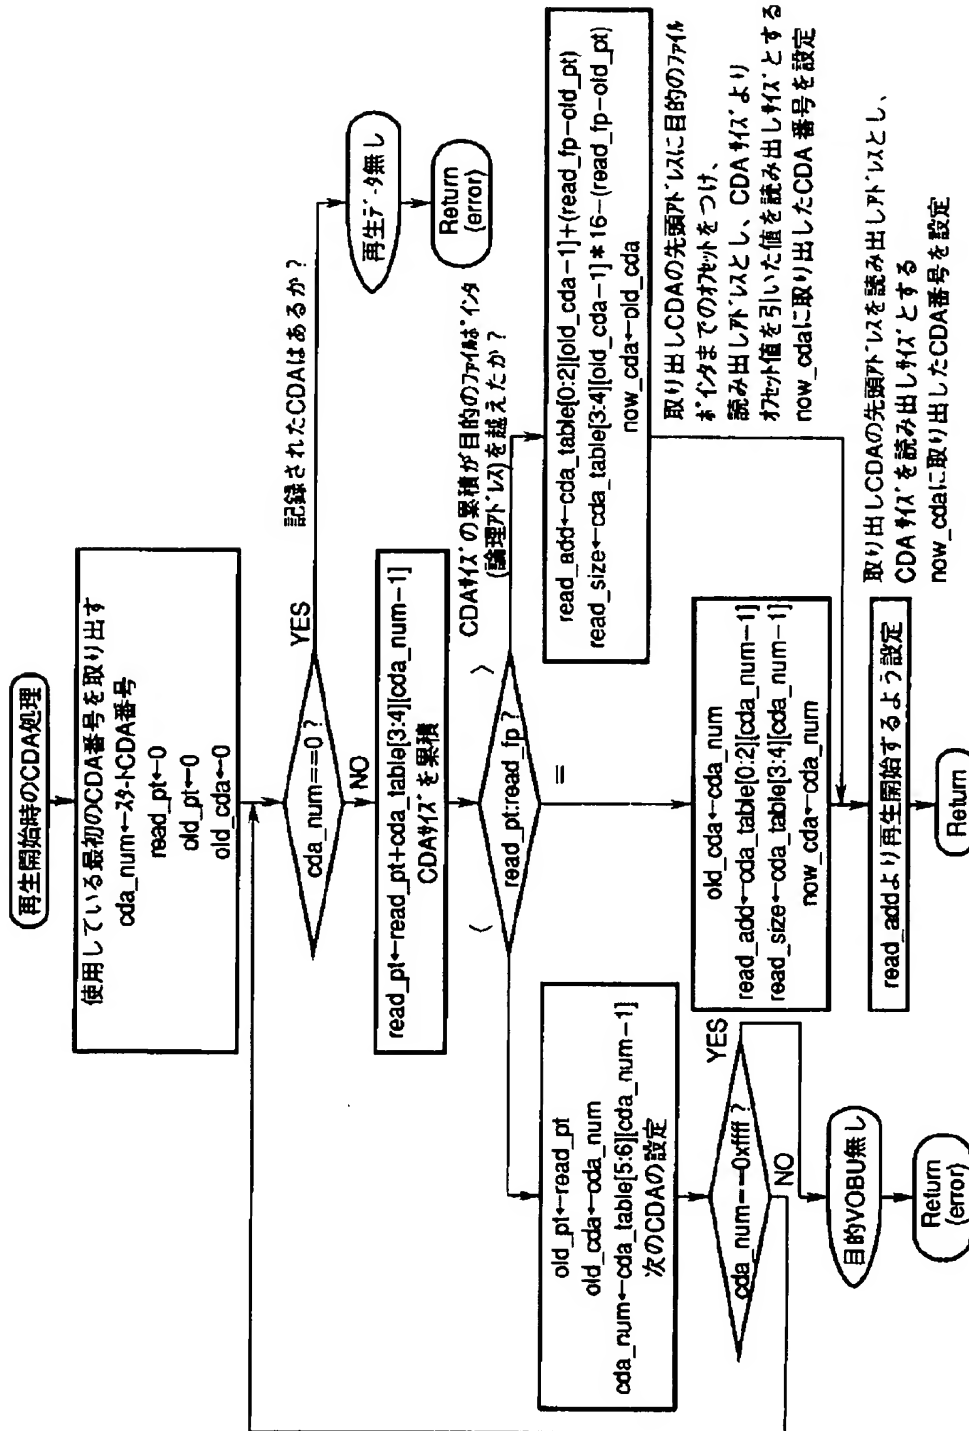 再生開始時のCDA処理
使用している最初のCDA番号を取り出す
cda_num←スタートCDA番号
read_pt←0
old_pt←0
old_cda←0
cda_num==0 ?
YES
NO
記録されたCDAはあるか?
再生データ無し
Return
(error)
read_pt←read_pt+cda_table[3:4][cda_num−1]
CDAサイズを累積
CDAサイズの累積が目的のファイルポインタ
(論理アドレス)を越えたか?
read_pt:read_fp ?
<
=
>
old_pt←read_pt
old_cda←cda_num
cda_num←cda_table[5:6][cda_num−1]
次のCDAの設定
old_cda←cda_num
read_add←cda_table[0:2][cda_num−1]
read_size←cda_table[3:4][cda_num−1]
now_cda←cda_num
read_add←cda_table[0:2][old_cda−1]+(read_fp−old_pt)
read_size←cda_table[3:4][old_cda−1]*16−(read_fp−old_pt)
now_cda←old_cda
取り出しCDAの先頭アドレスに目的のファイル
ポインタまでのオフセットをつけ、
読み出しアドレスとし、CDAサイズより
オフセット値を引いた値を読み出しサイズとする
now_cdaに取り出したCDA番号を設定
cda_num==0xffff ?
YES
NO
目的VOBU無し
Return
(error)
read_addより再生開始するよう設定
Return
取り出しCDAの先頭アドレスを読み出しアドレスとし、
CDAサイズを読み出しサイズとする
now_cdaに取り出したCDA番号を設定